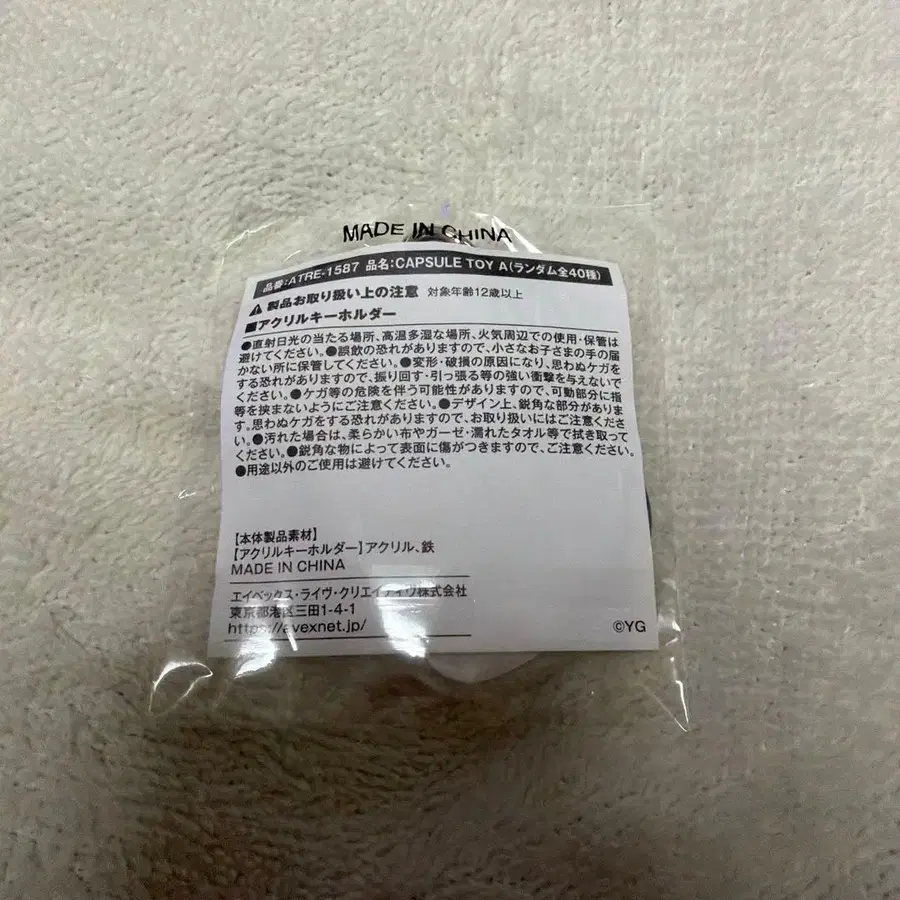 MADE IN CHINA
品番:ATRE-1587 品名:CAPSULE TOY A(ランダム全40種)
⚠製品お取り扱い上の注意 対象年齢12歳以上
■アクリルキーホルダー
●直射日光の当たる場所、高温多湿な場所、火気周辺での使用・保管は
避けてください。●誤飲の恐れがありますので、小さなお子さまの手の届
かない所に保管してください。●変形・破損の原因になり、思わぬケガを
する恐れがありますので、振り回す・引っ張る等の強い衝撃を与えないで
ください。●ケガ等の危険を伴う可能性がありますので、可動部分に指
等を挟まないようにご注意ください。●デザイン上、鋭角な部分がありま
す。思わぬケガをする恐れがありますので、お取り扱いにはご注意くださ
い。●汚れた場合は、柔らかい布やガーゼ・濡れたタオル等で拭き取って
ください。●鋭角な物によって表面に傷がつきますので、ご注意ください。
●用途以外のご使用は避けてください。
【本体製品素材】
【アクリルキーホルダー】アクリル、鉄
MADE IN CHINA
エイベックス・ライヴ・クリエイティヴ株式会社
東京都港区三田1-4-1
https://avexnet.jp/
©YG